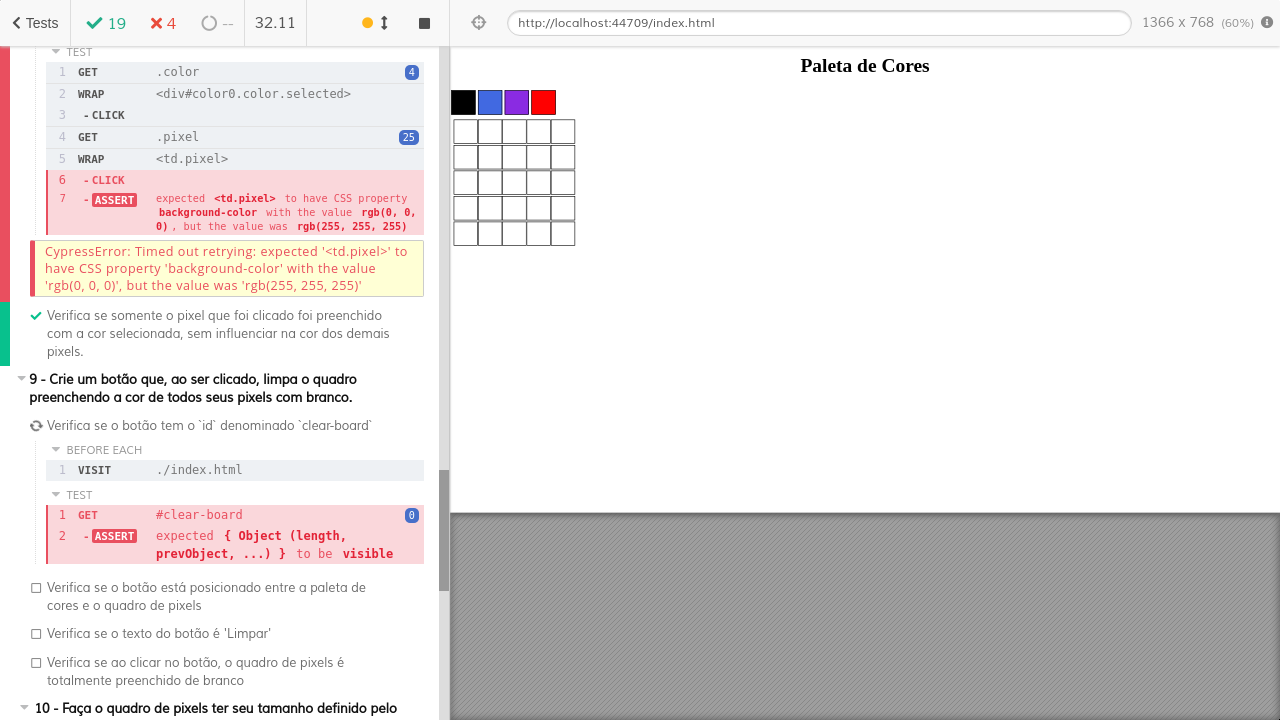 Tests 19 4 -- 32.11
http://localhost:44709/index.html 1366 x 768 (60%)
TEST
1 GET .color 4
2 WRAP <div#color0.color.selected>
3 - CLICK
4 GET .pixel 25
5 WRAP <td.pixel>
6 - CLICK
7 - ASSERT expected <td.pixel> to have CSS property
background-color with the value rgb(0, 0,
0) , but the value was rgb(255, 255, 255)
CypressError: Timed out retrying: expected '<td.pixel>' to
have CSS property 'background-color' with the value
'rgb(0, 0, 0)', but the value was 'rgb(255, 255, 255)'
Verifica se somente o pixel que foi clicado foi preenchido
com a cor selecionada, sem influenciar na cor dos demais
pixels.
9 - Crie um botão que, ao ser clicado, limpa o quadro
preenchendo a cor de todos seus pixels com branco.
Verifica se o botão tem o `id` denominado `clear-board`
BEFORE EACH
1 VISIT ./index.html
TEST
1 GET #clear-board 0
2 - ASSERT expected { Object (length,
prevObject, ...) } to be visible
Verifica se o botão está posicionado entre a paleta de
cores e o quadro de pixels
Verifica se o texto do botão é 'Limpar'
Verifica se ao clicar no botão, o quadro de pixels é
totalmente preenchido de branco
10 - Faça o quadro de pixels ter seu tamanho definido pelo
Paleta de Cores